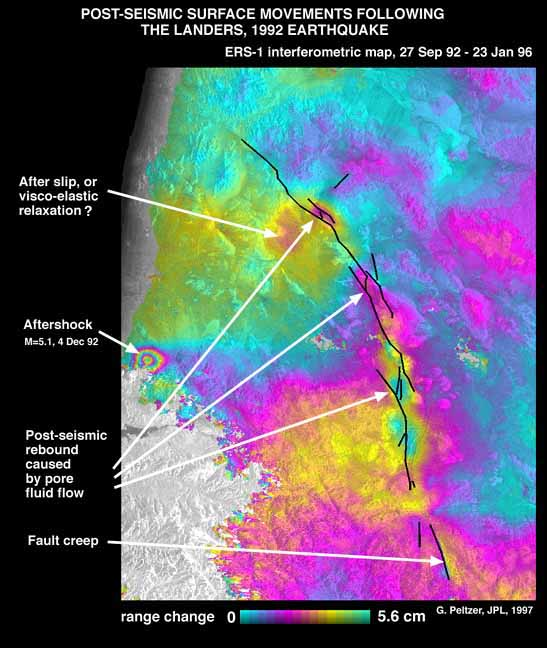 POST-SEISMIC SURFACE MOVEMENTS FOLLOWING
THE LANDERS, 1992 EARTHQUAKE
ERS-1 interferometric map, 27 Sep 92 - 23 Jan 96
After slip, or
visco-elastic
relaxation ?
Aftershock
M=5.1, 4 Dec 92
Post-seismic
rebound
caused
by pore
fluid flow
Fault creep
range change 0 5.6 cm
G. Peltzer, JPL, 1997